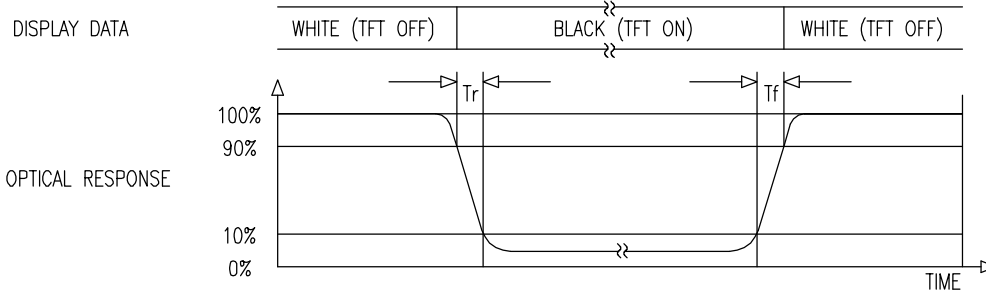 DISPLAY DATA
WHITE (TFT OFF)
BLACK (TFT ON)
WHITE (TFT OFF)
Tr
Tf
100%
90%
OPTICAL RESPONSE
10%
0%
TIME